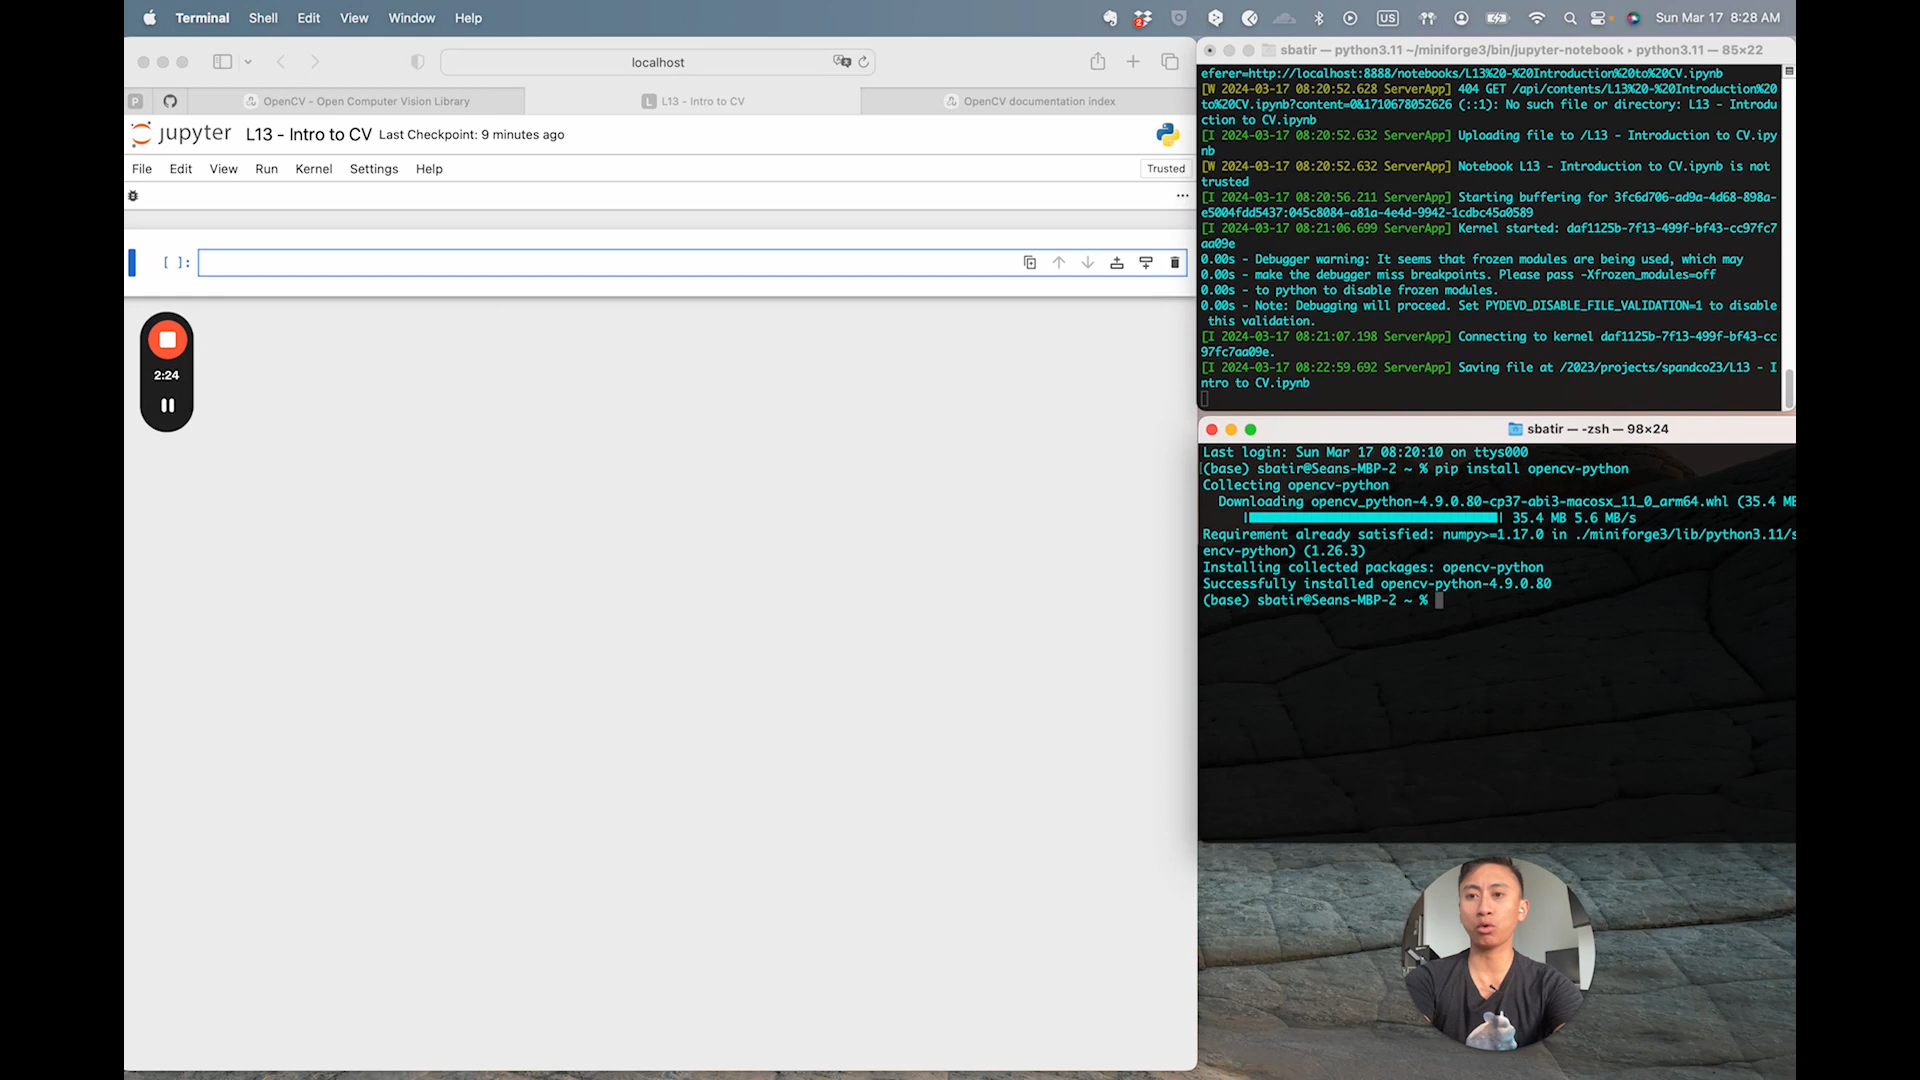 Terminal Shell Edit View Window Help
2
US
Sun Mar 17 8:28 AM
localhost
P
OpenCV - Open Computer Vision Library
L L13 - Intro to CV
OpenCV documentation index
jupyter L13 - Intro to CV Last Checkpoint: 9 minutes ago
File Edit View Run Kernel Settings Help
Trusted
[ ]:
2:24
sbatir — python3.11 ~/miniforge3/bin/jupyter-notebook ▸ python3.11 — 85×22
eferer=http://localhost:8888/notebooks/L13%20-%20Introduction%20to%20CV.ipynb
[W 2024-03-17 08:20:52.628 ServerApp] 404 GET /api/contents/L13%20-%20Introduction%20
to%20CV.ipynb?content=0&1710678052626 (::1): No such file or directory: L13 - Introdu
ction to CV.ipynb
[I 2024-03-17 08:20:52.632 ServerApp] Uploading file to /L13 - Introduction to CV.ipy
nb
[W 2024-03-17 08:20:52.632 ServerApp] Notebook L13 - Introduction to CV.ipynb is not
trusted
[I 2024-03-17 08:20:56.211 ServerApp] Starting buffering for 3fc6d706-ad9a-4d68-898a-
e5004fdd5437:045c8084-a81a-4e4d-9942-1cdbc45a0589
[I 2024-03-17 08:21:06.699 ServerApp] Kernel started: daf1125b-7f13-499f-bf43-cc97fc7
aa09e
0.00s - Debugger warning: It seems that frozen modules are being used, which may
0.00s - make the debugger miss breakpoints. Please pass -Xfrozen_modules=off
0.00s - to python to disable frozen modules.
0.00s - Note: Debugging will proceed. Set PYDEVD_DISABLE_FILE_VALIDATION=1 to disable
this validation.
[I 2024-03-17 08:21:07.198 ServerApp] Connecting to kernel daf1125b-7f13-499f-bf43-cc
97fc7aa09e.
[I 2024-03-17 08:22:59.692 ServerApp] Saving file at /2023/projects/spandco23/L13 - I
ntro to CV.ipynb
sbatir — -zsh — 98×24
Last login: Sun Mar 17 08:20:10 on ttys000
(base) sbatir@Seans-MBP-2 ~ % pip install opencv-python
Collecting opencv-python
Downloading opencv_python-4.9.0.80-cp37-abi3-macosx_11_0_arm64.whl (35.4 MB
| 35.4 MB 5.6 MB/s
Requirement already satisfied: numpy>=1.17.0 in ./miniforge3/lib/python3.11/s
encv-python) (1.26.3)
Installing collected packages: opencv-python
Successfully installed opencv-python-4.9.0.80
(base) sbatir@Seans-MBP-2 ~ %